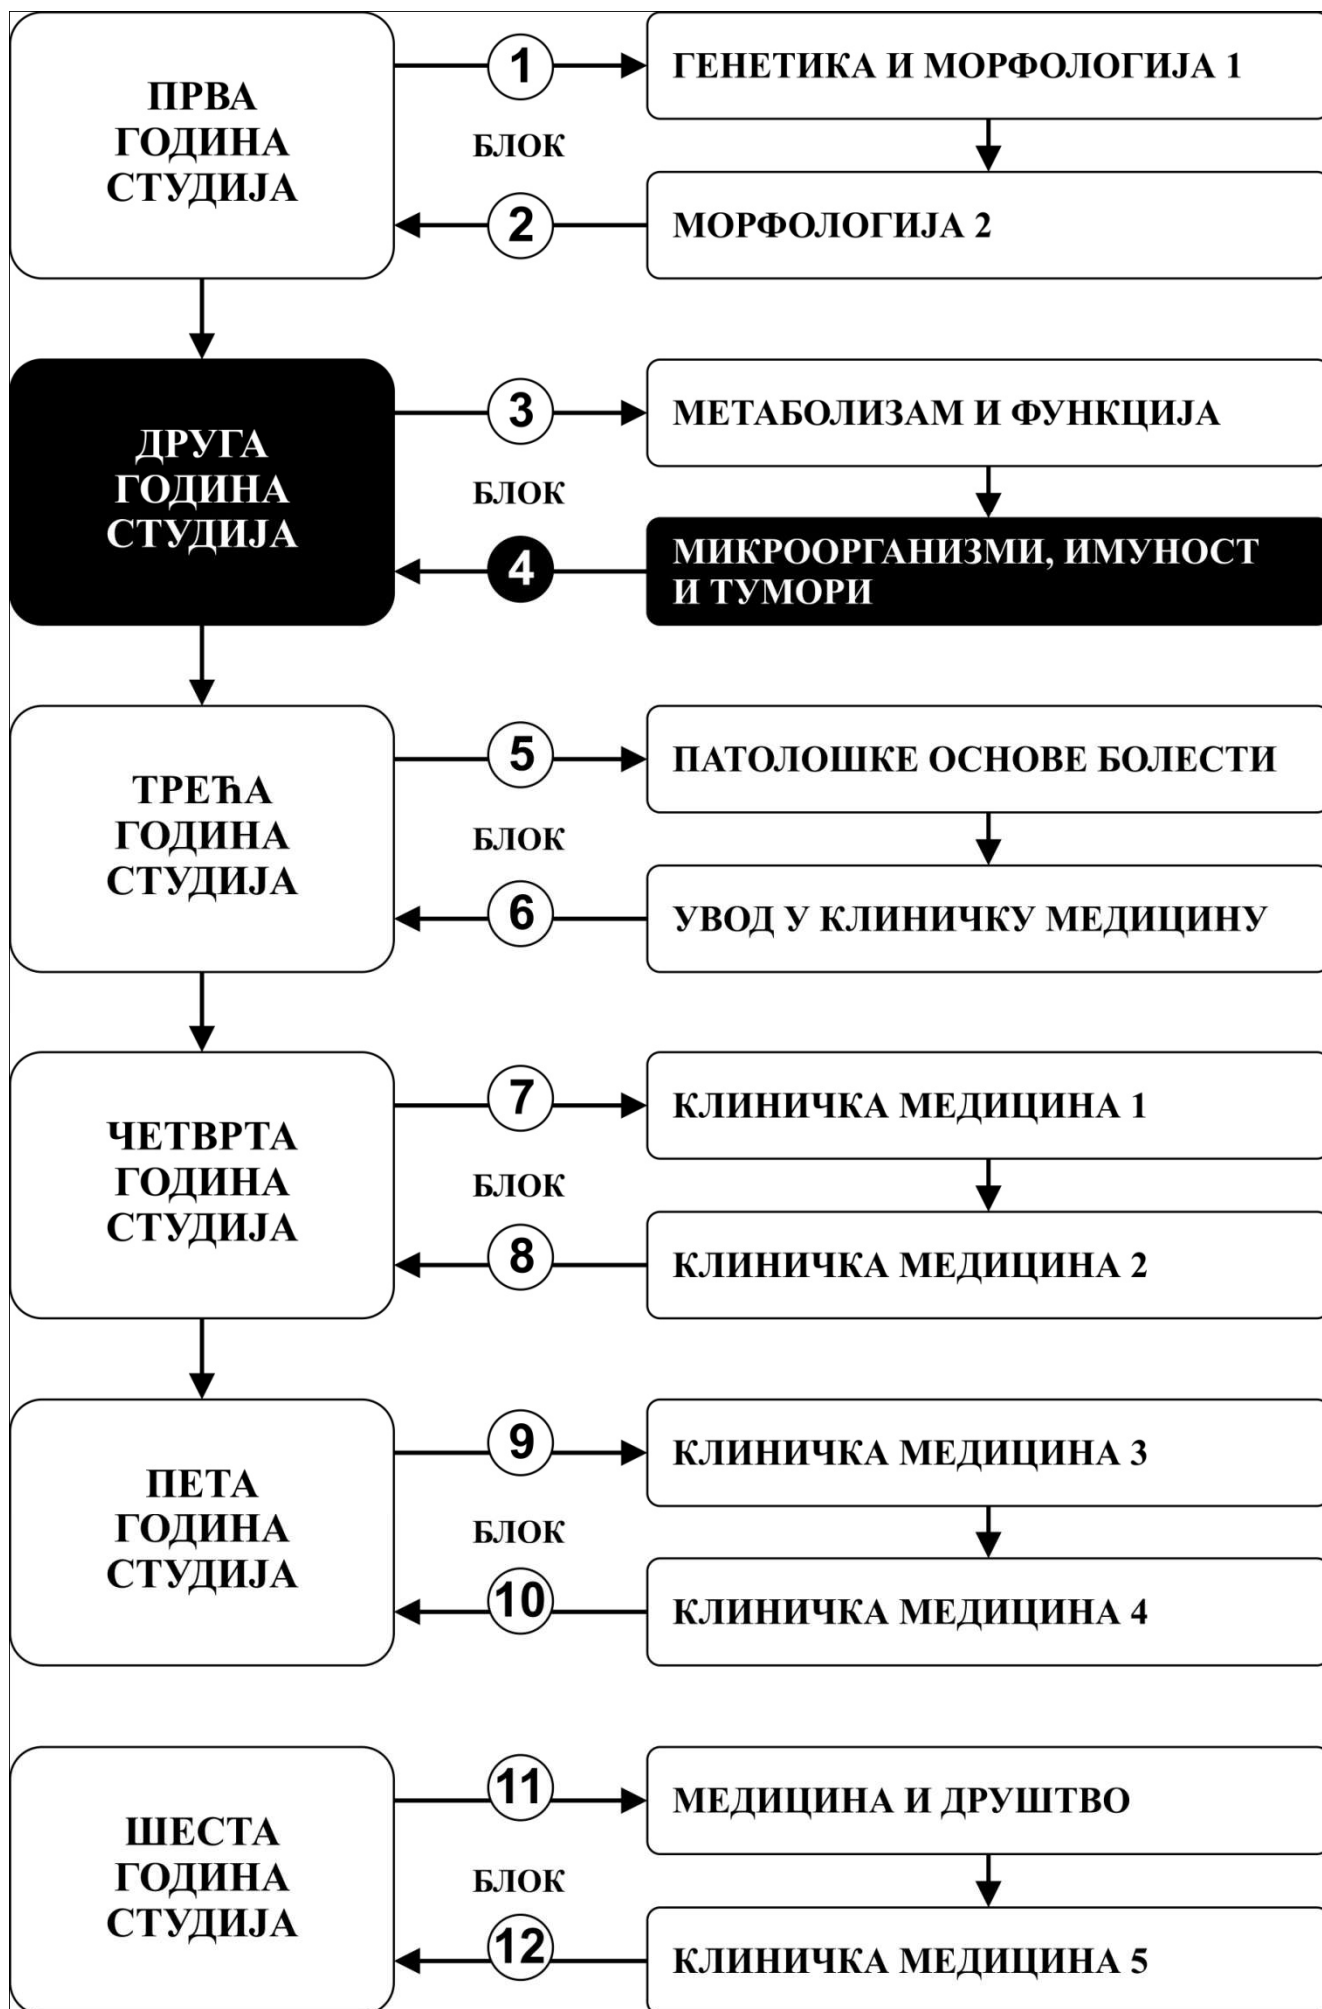 ПРВА
ГОДИНА
СТУДИЈА
1
БЛОК
2
ГЕНЕТИКА И МОРФОЛОГИЈА 1
МОРФОЛОГИЈА 2
ДРУГА
ГОДИНА
СТУДИЈА
3
БЛОК
4
МЕТАБОЛИЗАМ И ФУНКЦИЈА
МИКРООРГАНИЗМИ, ИМУНОСТ
И ТУМОРИ
ТРЕЋА
ГОДИНА
СТУДИЈА
5
БЛОК
6
ПАТОЛОШКЕ ОСНОВЕ БОЛЕСТИ
УВОД У КЛИНИЧКУ МЕДИЦИНУ
ЧЕТВРТА
ГОДИНА
СТУДИЈА
7
БЛОК
8
КЛИНИЧКА МЕДИЦИНА 1
КЛИНИЧКА МЕДИЦИНА 2
ПЕТА
ГОДИНА
СТУДИЈА
9
БЛОК
10
КЛИНИЧКА МЕДИЦИНА 3
КЛИНИЧКА МЕДИЦИНА 4
ШЕСТА
ГОДИНА
СТУДИЈА
11
БЛОК
12
МЕДИЦИНА И ДРУШТВО
КЛИНИЧКА МЕДИЦИНА 5